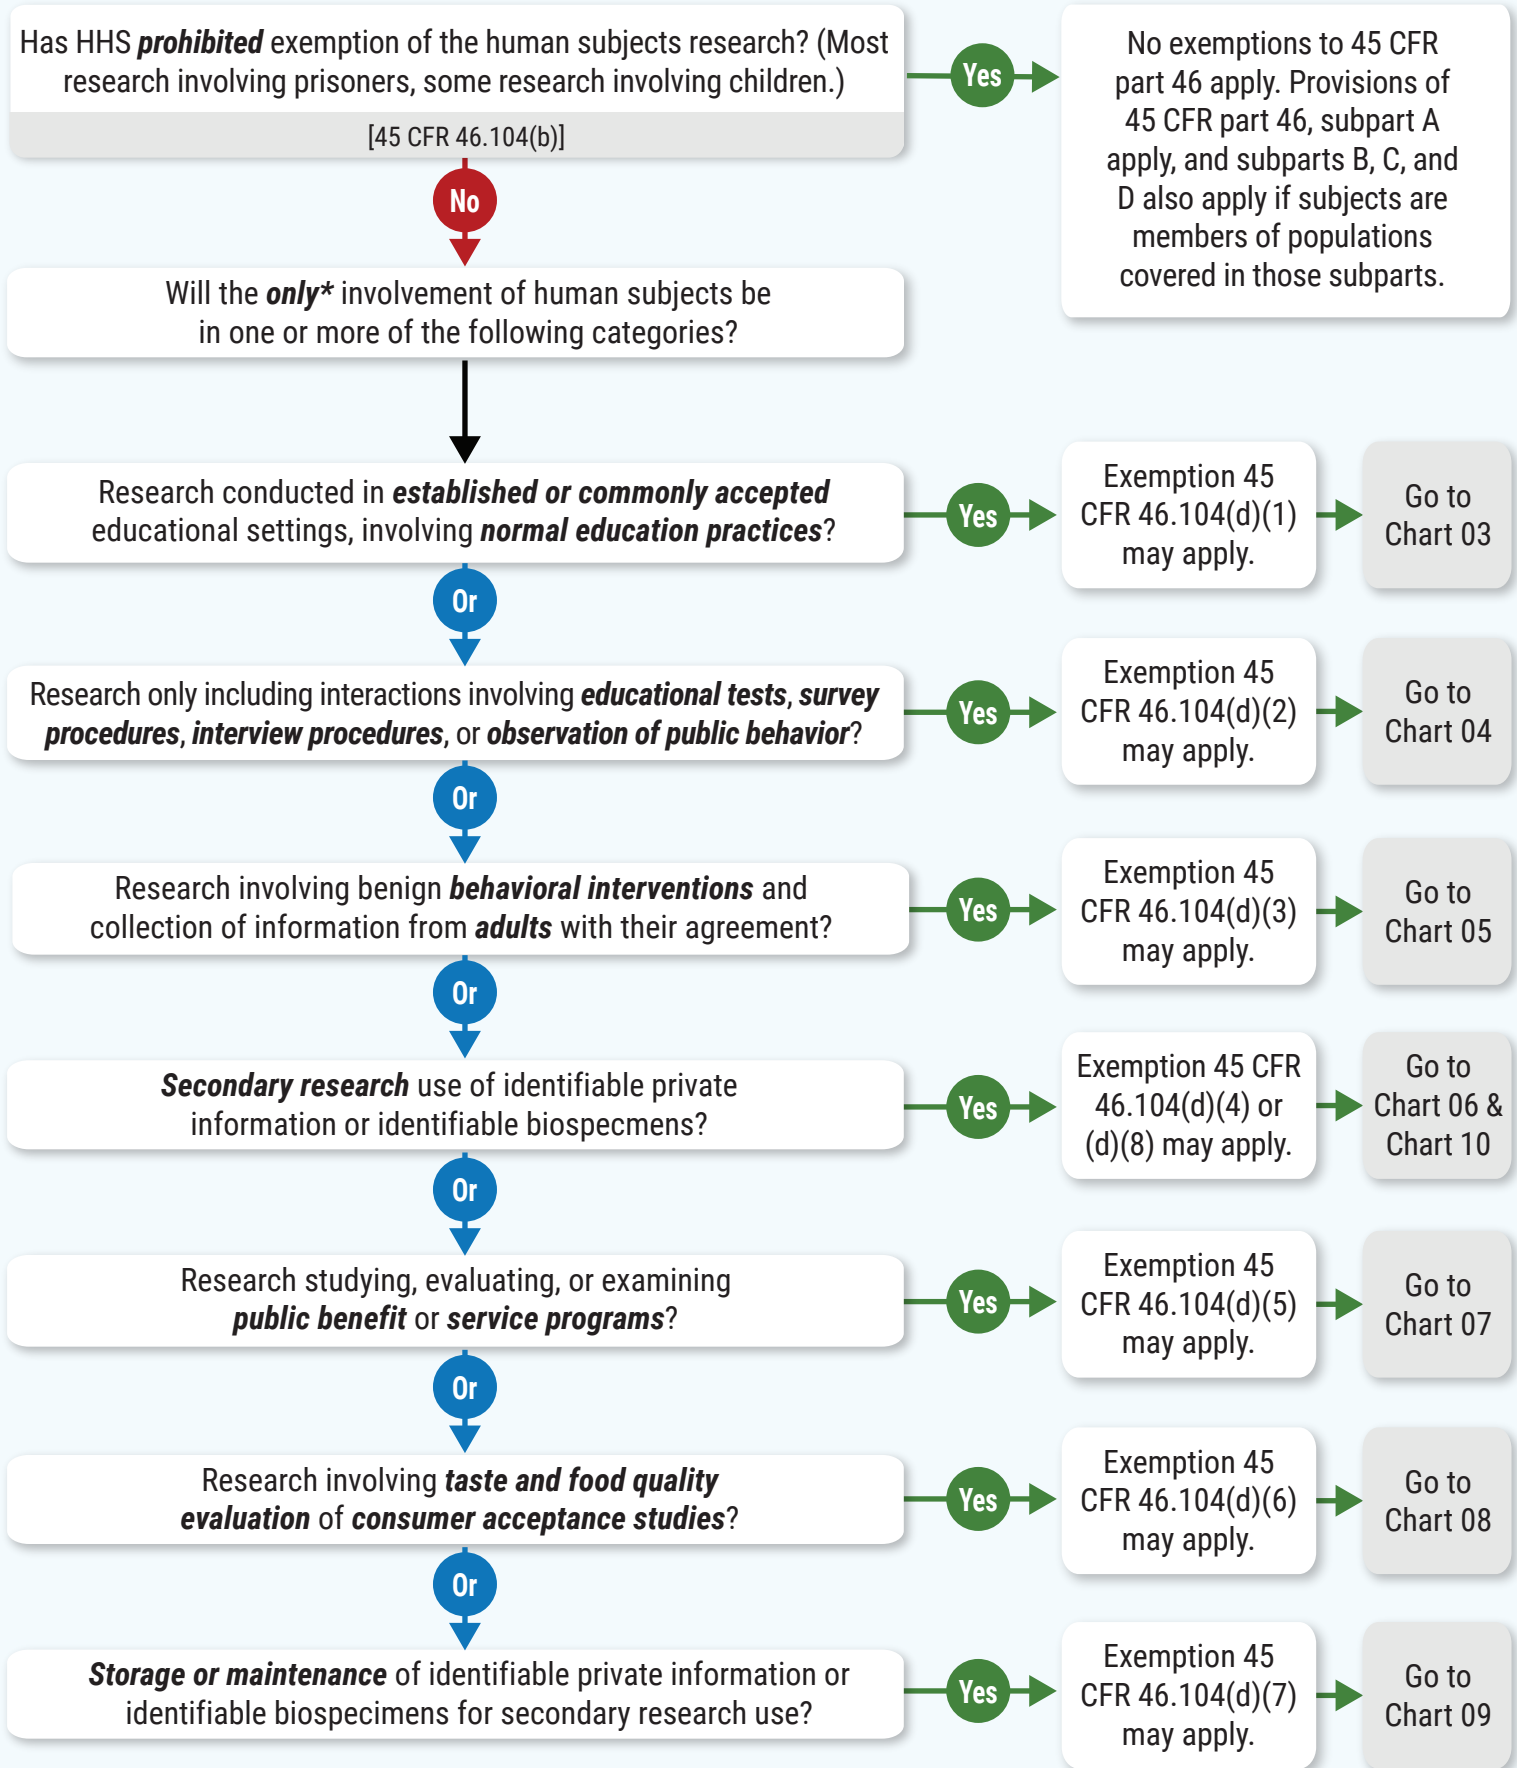 Has HHS prohibited exemption of the human subjects research? (Most
research involving prisoners, some research involving children.)
[45 CFR 46.104(b)]
Yes
No exemptions to 45 CFR
part 46 apply. Provisions of
45 CFR part 46, subpart A
apply, and subparts B, C, and
D also apply if subjects are
members of populations
covered in those subparts.
No
Will the only* involvement of human subjects be
in one or more of the following categories?
Research conducted in established or commonly accepted
educational settings, involving normal education practices?
Yes
Exemption 45
CFR 46.104(d)(1)
may apply.
Go to
Chart 03
Or
Research only including interactions involving educational tests, survey
procedures, interview procedures, or observation of public behavior?
Yes
Exemption 45
CFR 46.104(d)(2)
may apply.
Go to
Chart 04
Or
Research involving benign behavioral interventions and
collection of information from adults with their agreement?
Yes
Exemption 45
CFR 46.104(d)(3)
may apply.
Go to
Chart 05
Or
Secondary research use of identifiable private
information or identifiable biospecmens?
Yes
Exemption 45 CFR
46.104(d)(4) or
(d)(8) may apply.
Go to
Chart 06 &
Chart 10
Or
Research studying, evaluating, or examining
public benefit or service programs?
Yes
Exemption 45
CFR 46.104(d)(5)
may apply.
Go to
Chart 07
Or
Research involving taste and food quality
evaluation of consumer acceptance studies?
Yes
Exemption 45
CFR 46.104(d)(6)
may apply.
Go to
Chart 08
Or
Storage or maintenance of identifiable private information or
identifiable biospecimens for secondary research use?
Yes
Exemption 45
CFR 46.104(d)(7)
may apply.
Go to
Chart 09